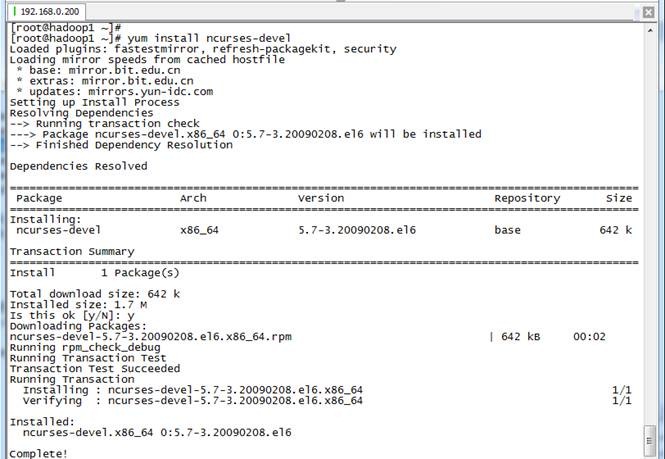 192.168.0.200
[root@hadoop1 ~]#
[root@hadoop1 ~]# yum install ncurses-devel
Loaded plugins: fastestmirror, refresh-packagekit, security
Loading mirror speeds from cached hostfile
 * base: mirror.bit.edu.cn
 * extras: mirror.bit.edu.cn
 * updates: mirrors.yun-idc.com
Setting up Install Process
Resolving Dependencies
--> Running transaction check
---> Package ncurses-devel.x86_64 0:5.7-3.20090208.el6 will be installed
--> Finished Dependency Resolution
Dependencies Resolved
================================================================================
 Package Arch Version Repository Size
================================================================================
Installing:
 ncurses-devel x86_64 5.7-3.20090208.el6 base 642 k
Transaction Summary
================================================================================
Install 1 Package(s)
Total download size: 642 k
Installed size: 1.7 M
Is this ok [y/N]: y
Downloading Packages:
ncurses-devel-5.7-3.20090208.el6.x86_64.rpm | 642 kB 00:02
Running rpm_check_debug
Running Transaction Test
Transaction Test Succeeded
Running Transaction
  Installing : ncurses-devel-5.7-3.20090208.el6.x86_64 1/1
  Verifying : ncurses-devel-5.7-3.20090208.el6.x86_64 1/1
Installed:
  ncurses-devel.x86_64 0:5.7-3.20090208.el6
Complete!